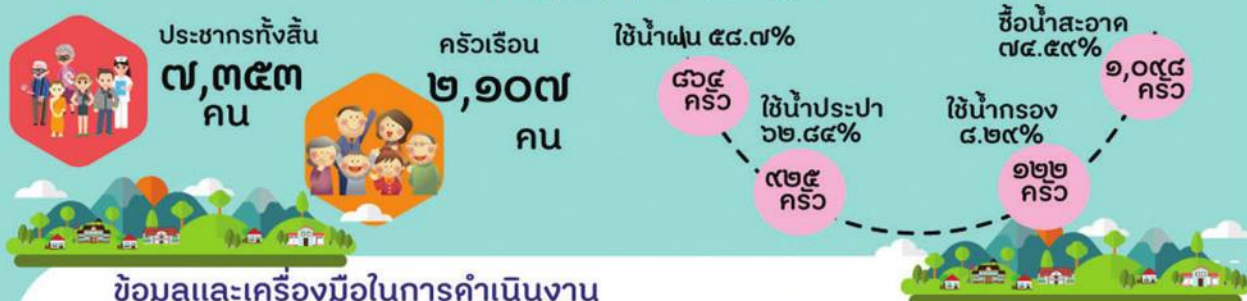 ประชากรทั้งสิ้น
๗,๓๕๓
คน
ครัวเรือน
๒,๑๐๗
คน
ใช้น้ำฝน ๕๘.๗%
๘๖๔
ครัว
ใช้น้ำประปา
๖๒.๘๔%
๙๒๕
ครัว
ใช้น้ำกรอง
๘.๒๙%
๑๒๒
ครัว
ซื้อน้ำสะอาด
๗๔.๕๙%
๑,๐๙๘
ครัว
ข้อมูลและเครื่องมือในการดำเนินงาน